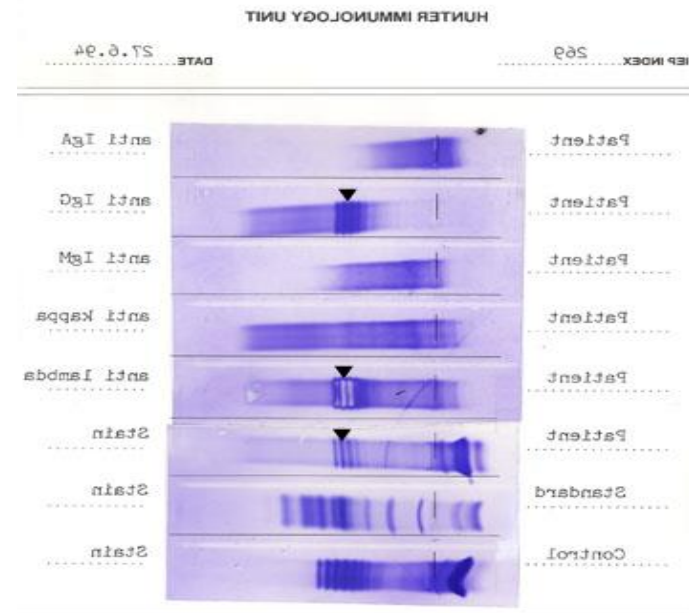 HUNTER IMMUNOLOGY UNIT
IEP INDEX 269 DATE 27.6.94
Patient anti IgA
Patient anti IgG
Patient anti IgM
Patient anti kappa
Patient anti lambda
Patient Stain
Standard Stain
Control Stain